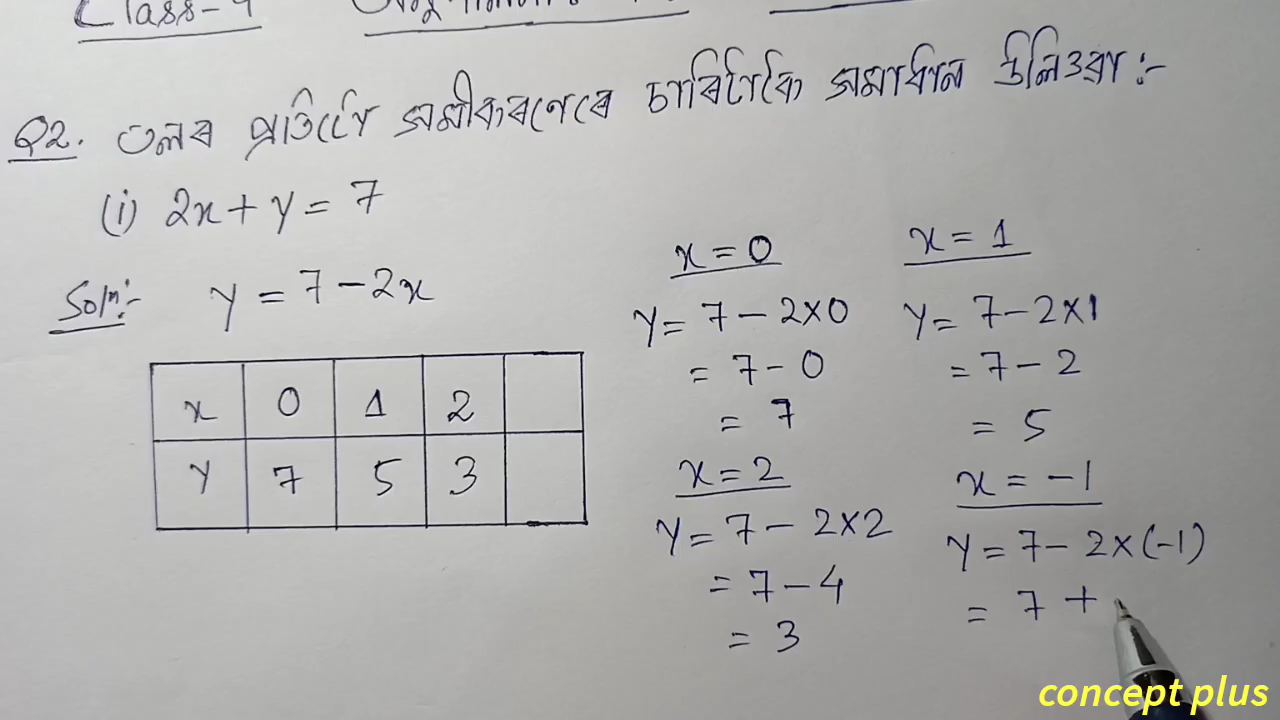 Class-9
Q2. তলৰ প্ৰতিটো সমীকৰণেৰে চাৰিটাকৈ সমাধান উলিওৱা :-
(i) 2x + y = 7
Solⁿ:- y = 7 - 2x
x 0 1 2
y 7 5 3
x = 0
y = 7 - 2×0
= 7 - 0
= 7
x = 1
y = 7 - 2×1
= 7 - 2
= 5
x = 2
y = 7 - 2×2
= 7 - 4
= 3
x = -1
y = 7 - 2×(-1)
= 7 +
concept plus